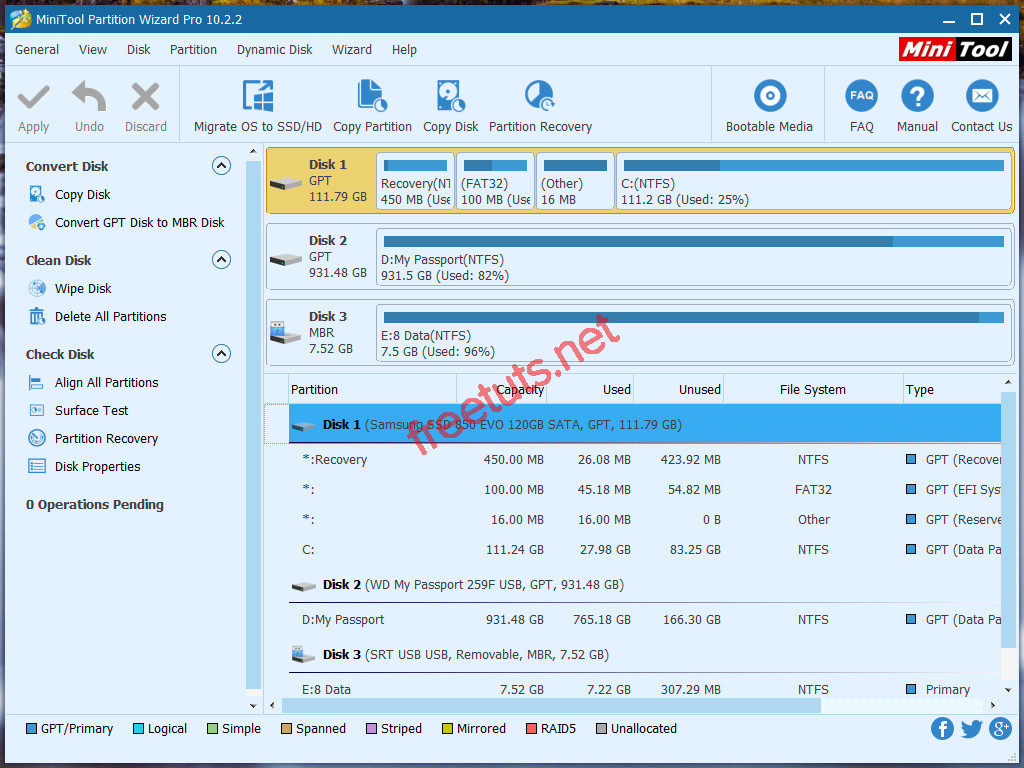 MiniTool Partition Wizard Pro 10.2.2
General View Disk Partition Dynamic Disk Wizard Help
Mini Tool
Apply Undo Discard Migrate OS to SSD/HD Copy Partition Copy Disk Partition Recovery Bootable Media FAQ Manual Contact Us
FAQ
Convert Disk
Copy Disk
Convert GPT Disk to MBR Disk
Clean Disk
Wipe Disk
Delete All Partitions
Check Disk
Align All Partitions
Surface Test
Partition Recovery
Disk Properties
0 Operations Pending
Disk 1
GPT
111.79 GB
Recovery(NT
450 MB (Use
(FAT32)
100 MB (Use
(Other)
16 MB
C:(NTFS)
111.2 GB (Used: 25%)
Disk 2
GPT
931.48 GB
D:My Passport(NTFS)
931.5 GB (Used: 82%)
Disk 3
MBR
7.52 GB
E:8 Data(NTFS)
7.5 GB (Used: 96%)
Partition Capacity Used Unused File System Type
Disk 1 (Samsung SSD 850 EVO 120GB SATA, GPT, 111.79 GB)
*:Recovery 450.00 MB 26.08 MB 423.92 MB NTFS GPT (Recover
*: 100.00 MB 45.18 MB 54.82 MB FAT32 GPT (EFI Sys
*: 16.00 MB 16.00 MB 0 B Other GPT (Reserve
C: 111.24 GB 27.98 GB 83.25 GB NTFS GPT (Data Pa
Disk 2 (WD My Passport 259F USB, GPT, 931.48 GB)
D:My Passport 931.48 GB 765.18 GB 166.30 GB NTFS GPT (Data Pa
Disk 3 (SRT USB USB, Removable, MBR, 7.52 GB)
E:8 Data 7.52 GB 7.22 GB 307.29 MB NTFS Primary
freetuts.net
GPT/Primary Logical Simple Spanned Striped Mirrored RAID5 Unallocated